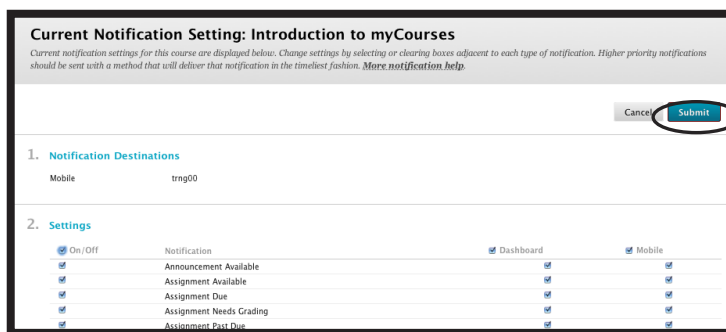 Current Notification Setting: Introduction to myCourses
Current notification settings for this course are displayed below. Change settings by selecting or clearing boxes adjacent to each type of notification. Higher priority notifications
should be sent with a method that will deliver that notification in the timeliest fashion. More notification help.
Cancel Submit
1. Notification Destinations
Mobile trng00
2. Settings
On/Off Notification Dashboard Mobile
Announcement Available
Assignment Available
Assignment Due
Assignment Needs Grading
Assignment Past Due